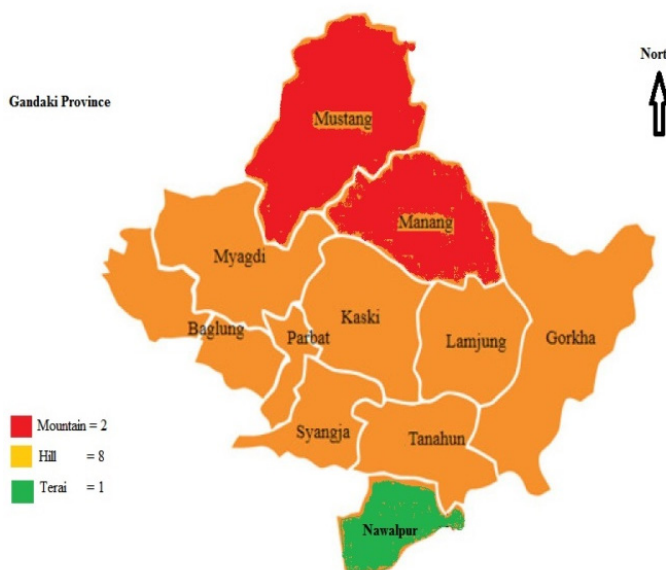 Nort
Gandaki Province
Mustang
Manang
Myagdi
Kaski
Baglung
Parbat
Lamjung
Gorkha
Syangja
Tanahun
Mountain = 2
Hill = 8
Terai = 1
Nawalpur